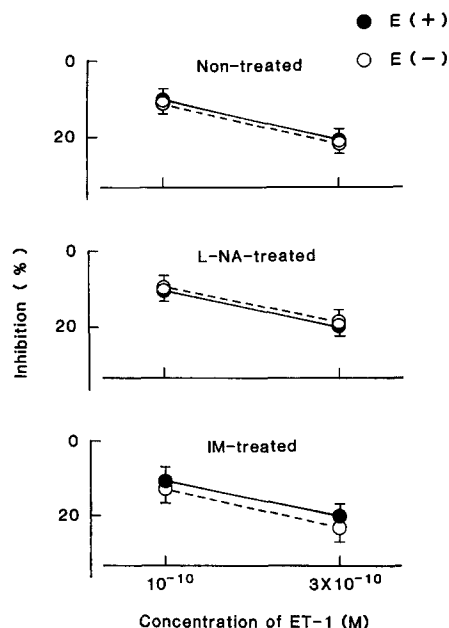 ● E (+)
○ E (−)
Non-treated
0
20
L-NA-treated
0
20
Inhibition (%)
IM-treated
0
20
10⁻¹⁰ 3X10⁻¹⁰
Concentration of ET-1 (M)